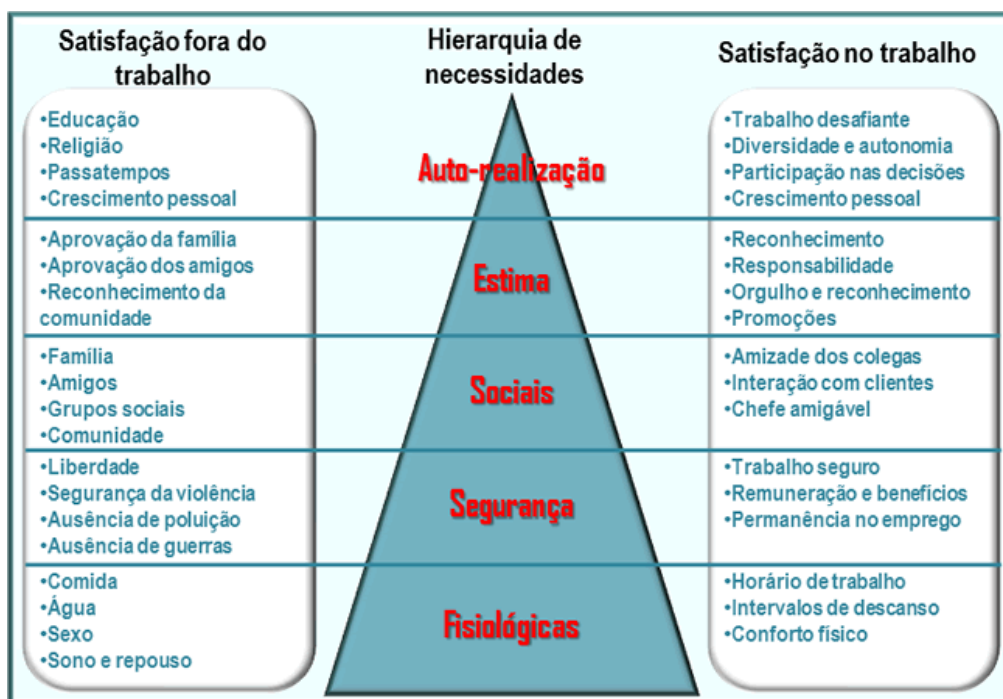 Satisfação fora do
trabalho
Hierarquia de
necessidades
Satisfação no trabalho
•Educação
•Religião
•Passatempos
•Crescimento pessoal
Auto-realização
•Trabalho desafiante
•Diversidade e autonomia
•Participação nas decisões
•Crescimento pessoal
•Aprovação da família
•Aprovação dos amigos
•Reconhecimento da
comunidade
Estima
•Reconhecimento
•Responsabilidade
•Orgulho e reconhecimento
•Promoções
•Família
•Amigos
•Grupos sociais
•Comunidade
Sociais
•Amizade dos colegas
•Interação com clientes
•Chefe amigável
•Liberdade
•Segurança da violência
•Ausência de poluição
•Ausência de guerras
Segurança
•Trabalho seguro
•Remuneração e benefícios
•Permanência no emprego
•Comida
•Água
•Sexo
•Sono e repouso
Fisiológicas
•Horário de trabalho
•Intervalos de descanso
•Conforto físico